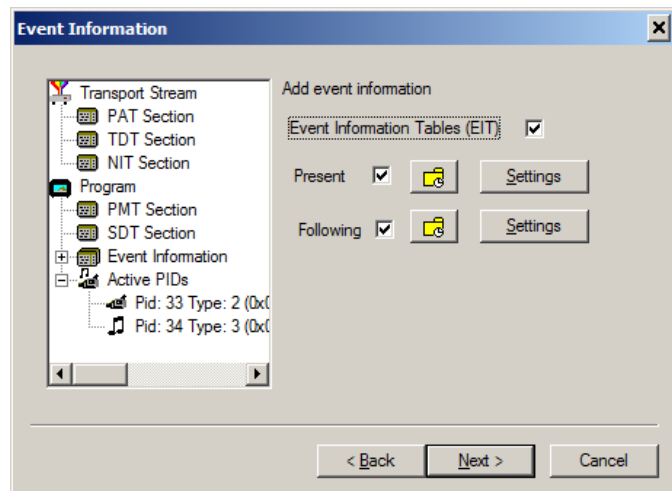 Event Information
Transport Stream
PAT Section
TDT Section
NIT Section
Program
PMT Section
SDT Section
Event Information
Active PIDs
Pid: 33 Type: 2 (0x(
Pid: 34 Type: 3 (0x(
Add event information
Event Information Tables (EIT)
Present
Settings
Following
Settings
< Back
Next >
Cancel